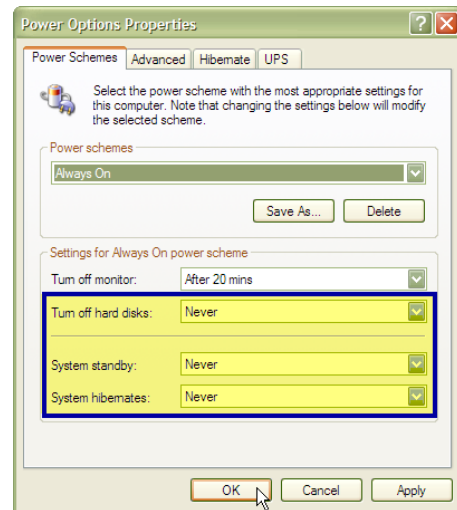 Power Options Properties
Power Schemes Advanced Hibernate UPS
Select the power scheme with the most appropriate settings for
this computer. Note that changing the settings below will modify
the selected scheme.
Power schemes
Always On
Save As... Delete
Settings for Always On power scheme
Turn off monitor: After 20 mins
Turn off hard disks: Never
System standby: Never
System hibernates: Never
OK Cancel Apply